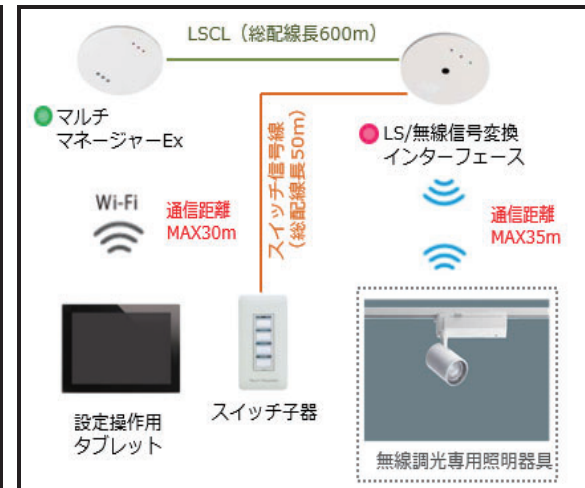 LSCL（総配線長600m）
マルチ
マネージャーEx
スイッチ信号線
（総配線長50m）
LS/無線信号変換
インターフェース
Wi-Fi
通信距離
MAX30m
通信距離
MAX35m
設定操作用
タブレット
スイッチ子器
無線調光専用照明器具